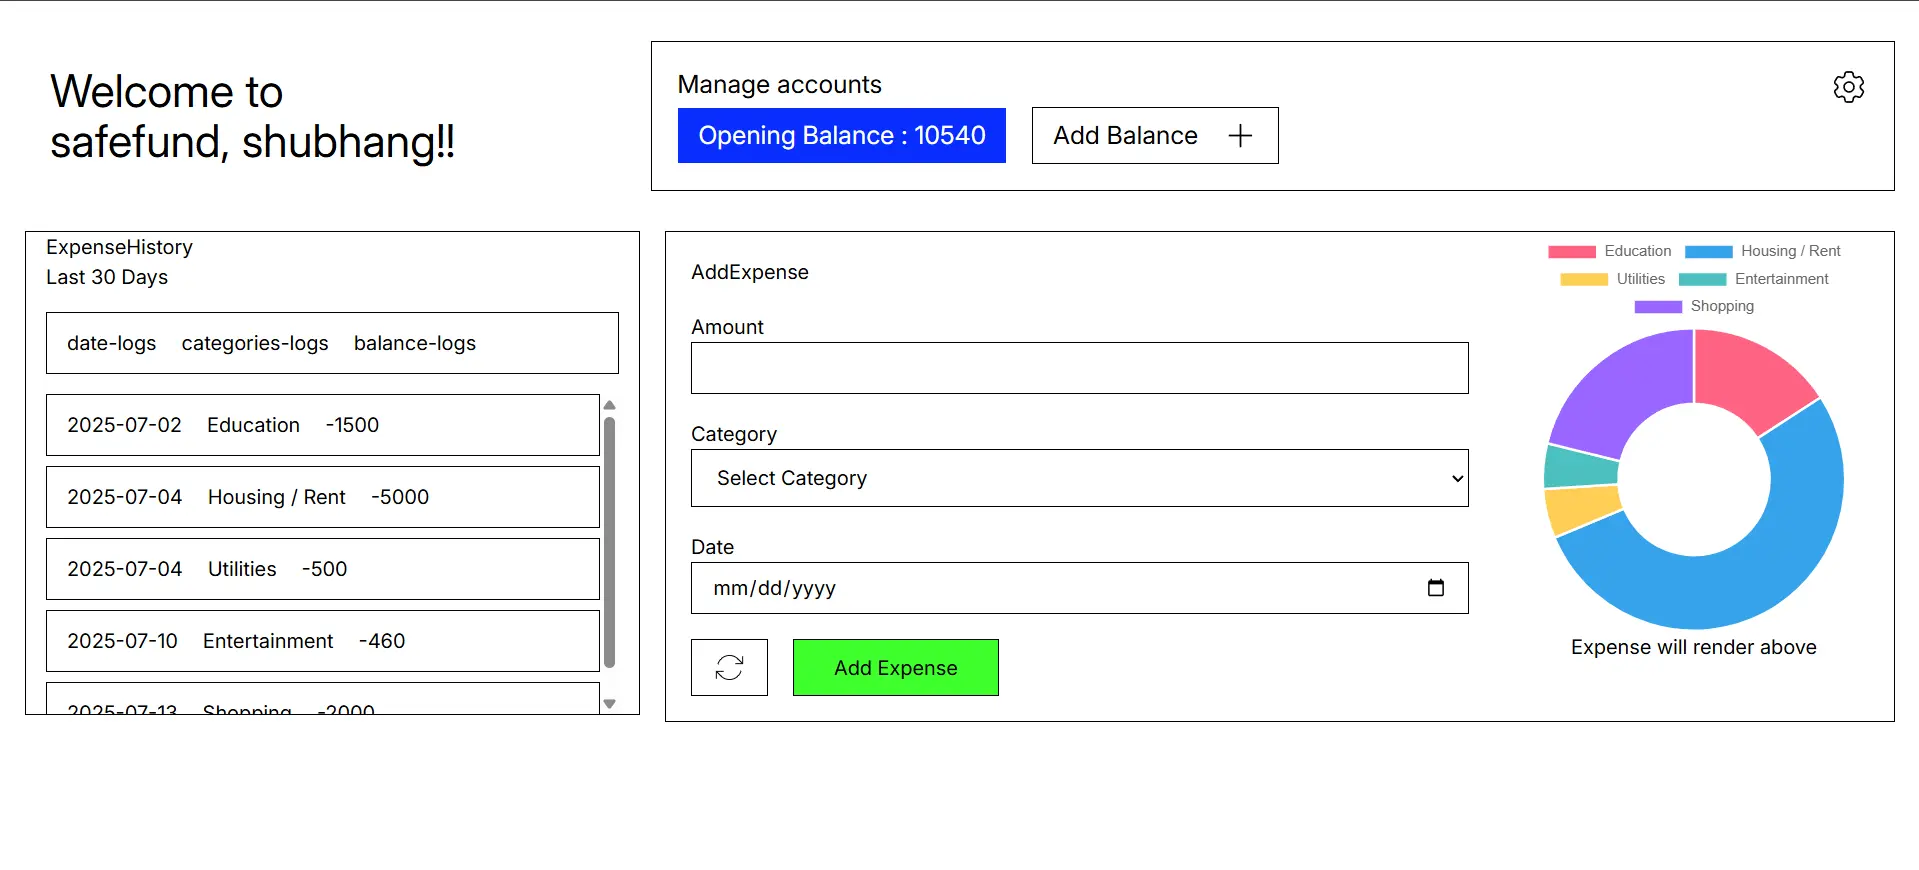 Welcome to
safefund, shubhang!!
Manage accounts
Opening Balance : 10540
Add Balance
ExpenseHistory
Last 30 Days
date-logs categories-logs balance-logs
2025-07-02 Education -1500
2025-07-04 Housing / Rent -5000
2025-07-04 Utilities -500
2025-07-10 Entertainment -460
2025-07-13 Shopping -2000
AddExpense
Amount
Category
Select Category
Date
mm/dd/yyyy
Add Expense
Education Housing / Rent
Utilities Entertainment
Shopping
Expense will render above